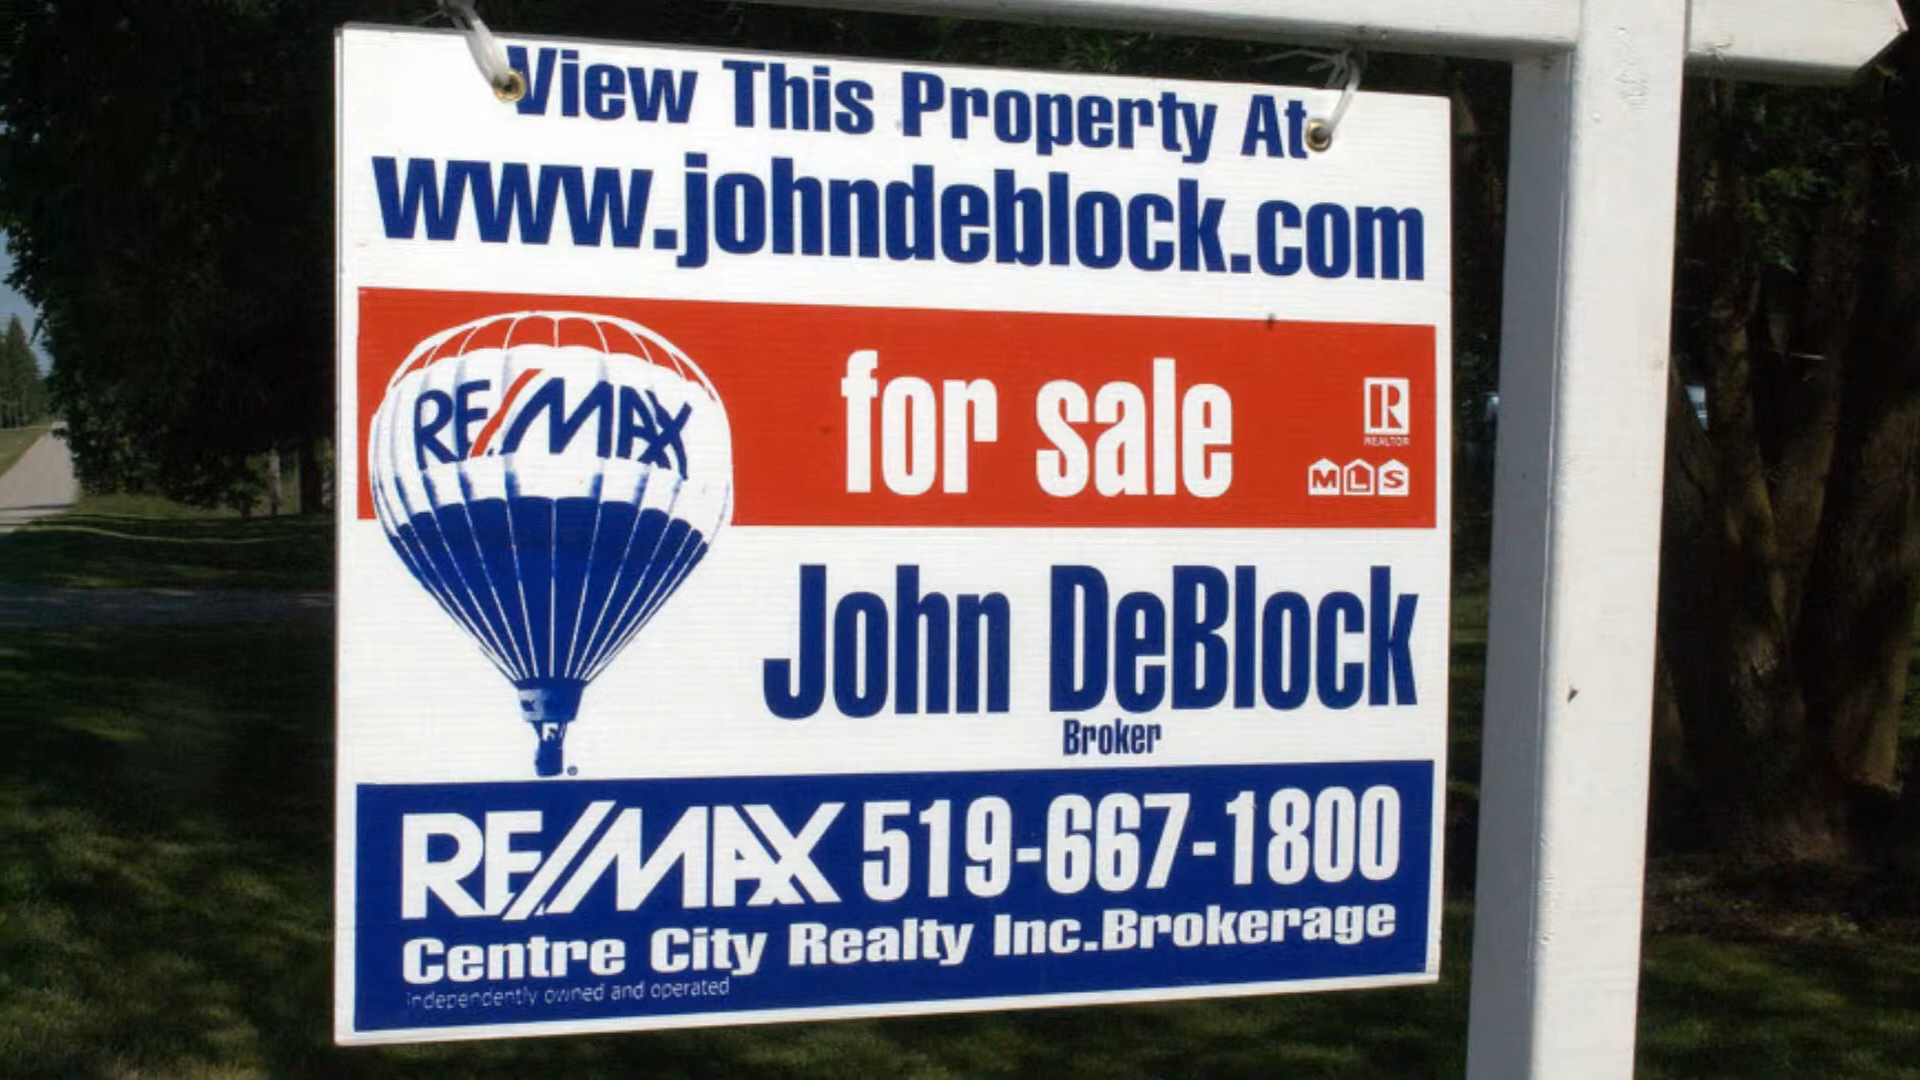 View This Property At
www.johndeblock.com
RE/MAX
for sale
R
REALTOR
MLS
John DeBlock
Broker
RE/MAX 519-667-1800
Centre City Realty Inc.Brokerage
independently owned and operated